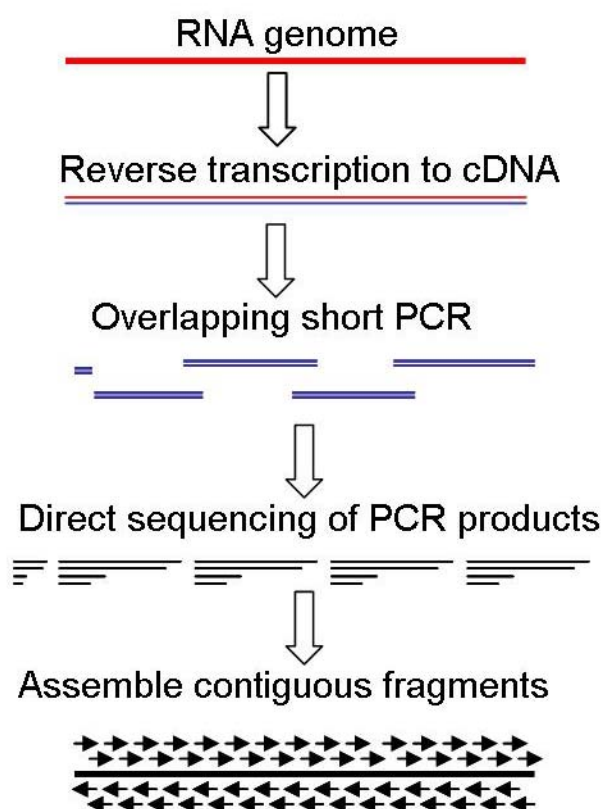 RNA genome
Reverse transcription to cDNA
Overlapping short PCR
Direct sequencing of PCR products
Assemble contiguous fragments